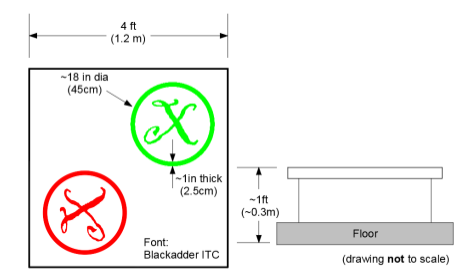 4 ft
(1.2 m)
~18 in dia
(45cm)
X
~1in thick
(2.5cm)
X
Font:
Blackadder ITC
~1ft
(~0.3m)
Floor
(drawing not to scale)